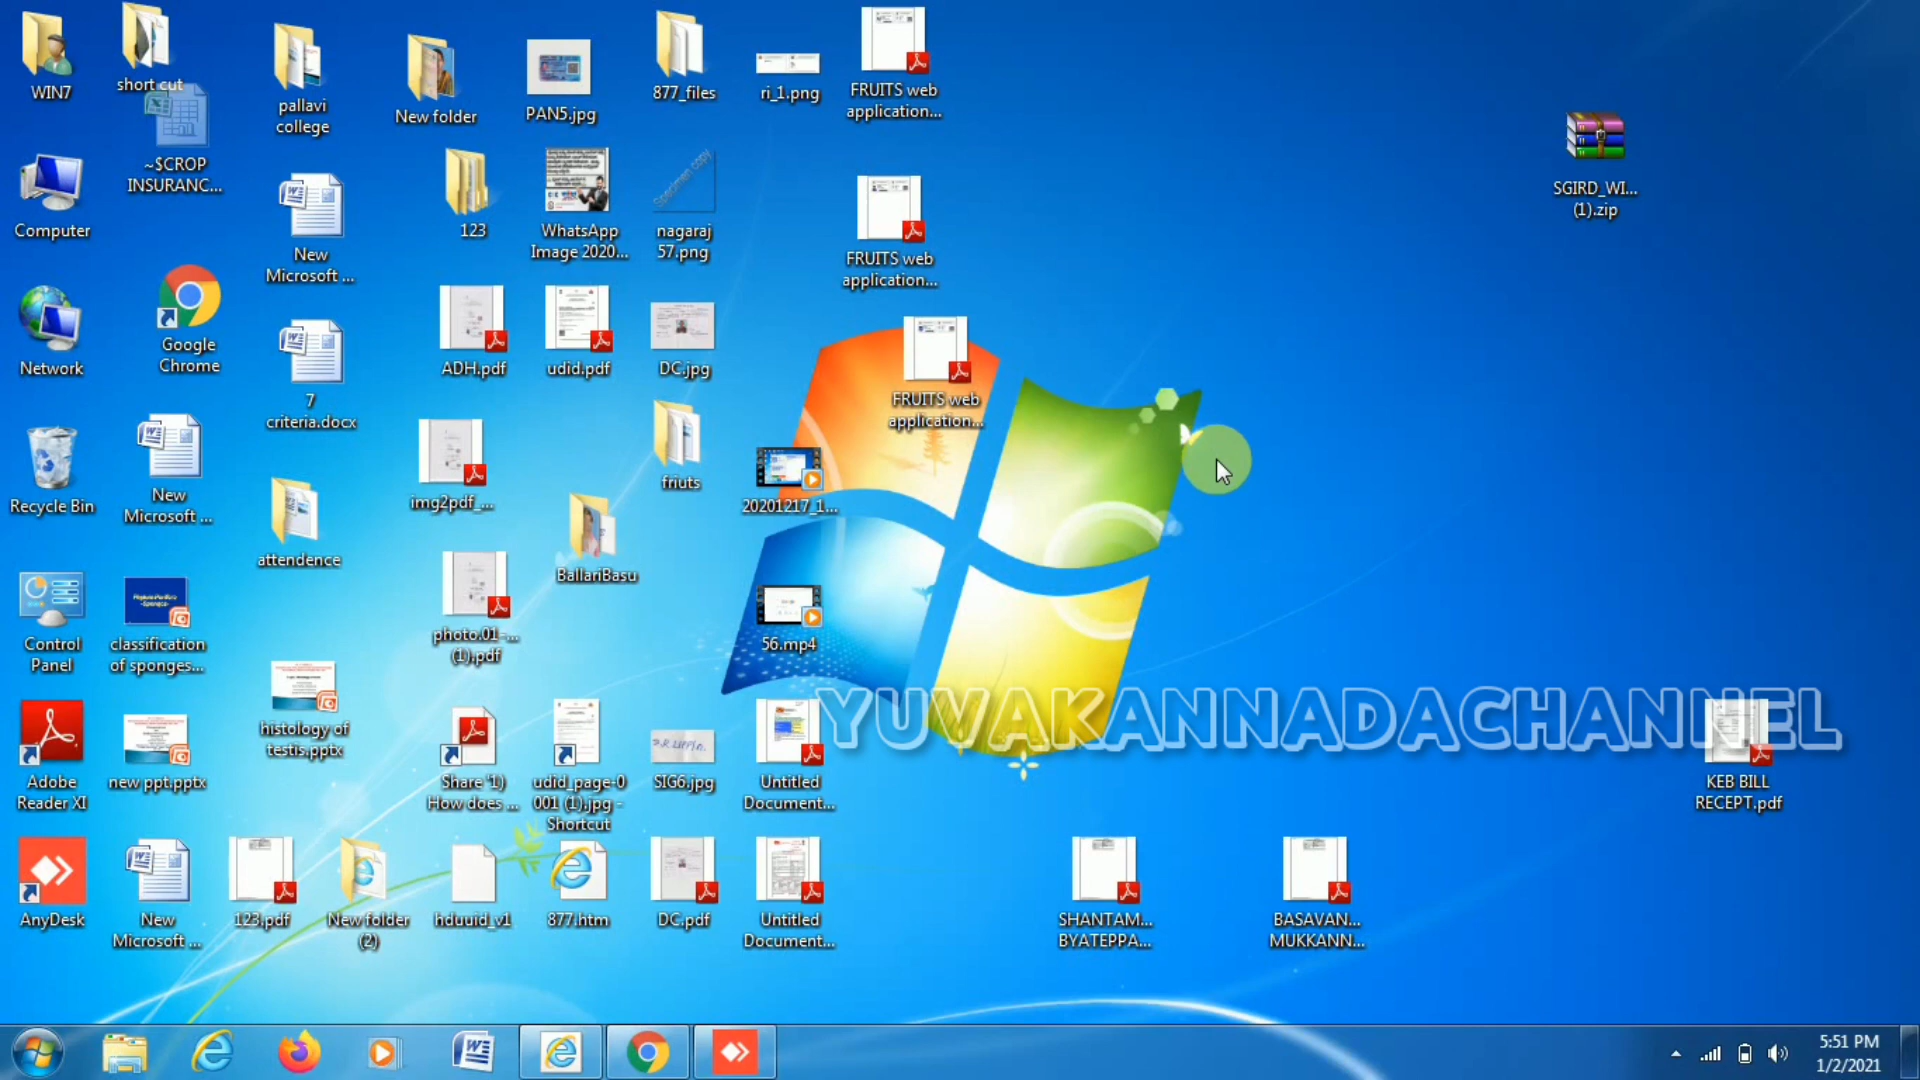 WIN7
short cut
pallavi
college
New folder
PAN5.jpg
877_files
ri_1.png
FRUITS web
application...
~$CROP
INSURANC...
SGIRD_WI...
(1).zip
Computer
New
Microsoft ...
123
WhatsApp
Image 2020...
Specimen copy
nagaraj
57.png
FRUITS web
application...
Network
Google
Chrome
7
criteria.docx
ADH.pdf
udid.pdf
DC.jpg
FRUITS web
application...
Recycle Bin
New
Microsoft ...
attendence
img2pdf_...
friuts
20201217_1...
BallariBasu
Control
Panel
classification
of sponges...
histology of
testis.pptx
photo.01-...
(1).pdf
56.mp4
YUVAKANNADACHANNEL
Adobe
Reader XI
new ppt.pptx
Share '1)
How does ...
udid_page-0
001 (1).jpg -
Shortcut
SIG6.jpg
Untitled
Document...
KEB BILL
RECEPT.pdf
AnyDesk
New
Microsoft ...
123.pdf
New folder
(2)
hduuid_v1
877.htm
DC.pdf
Untitled
Document...
SHANTAM...
BYATEPPA...
BASAVAN...
MUKKANN...
5:51 PM
1/2/2021